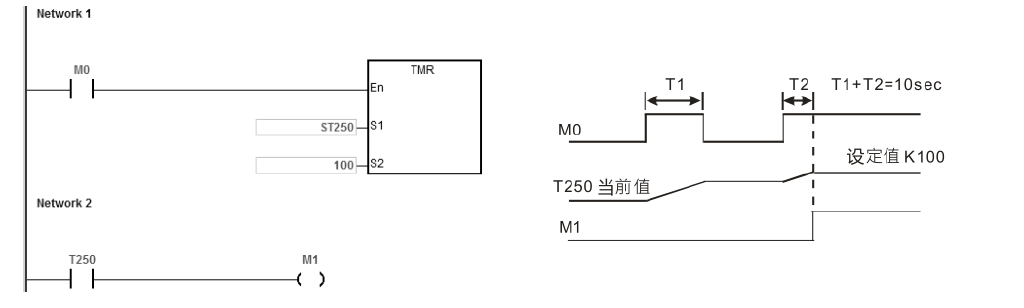 Network 1
M0
TMR
En
ST250
S1
100
S2
Network 2
T250
M1
T1
T2
T1+T2=10sec
M0
设定值 K100
T250 当前值
M1